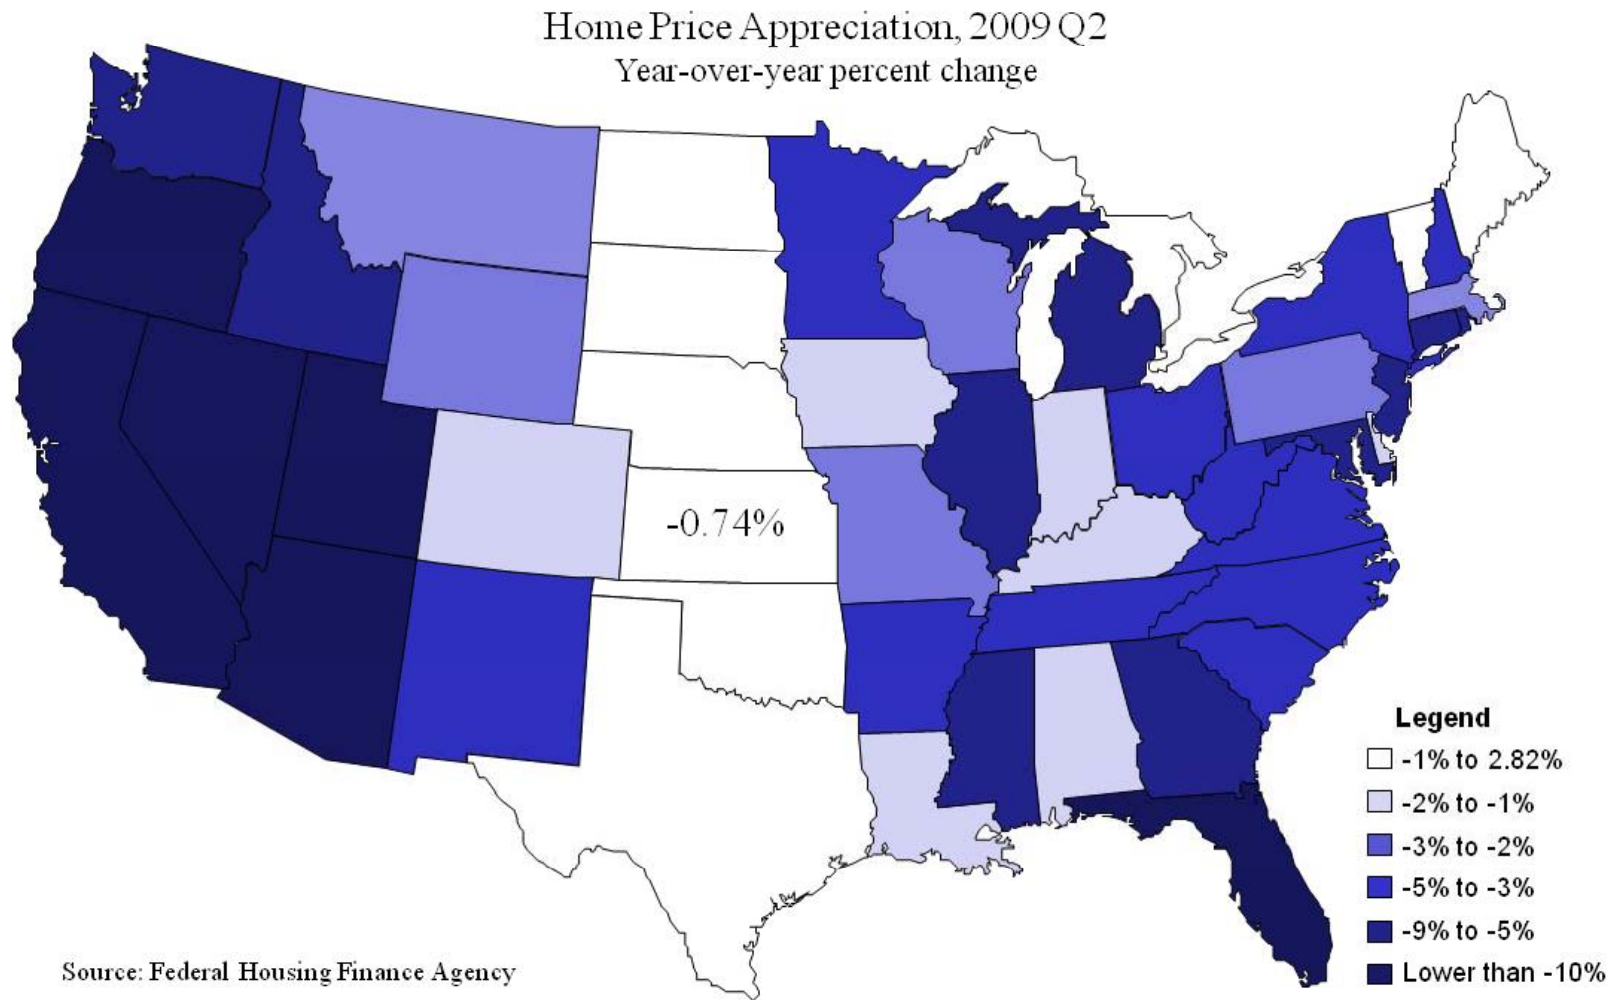 Home Price Appreciation, 2009 Q2
Year-over-year percent change
-0.74%
Legend
-1% to 2.82%
-2% to -1%
-3% to -2%
-5% to -3%
-9% to -5%
Lower than -10%
Source: Federal Housing Finance Agency